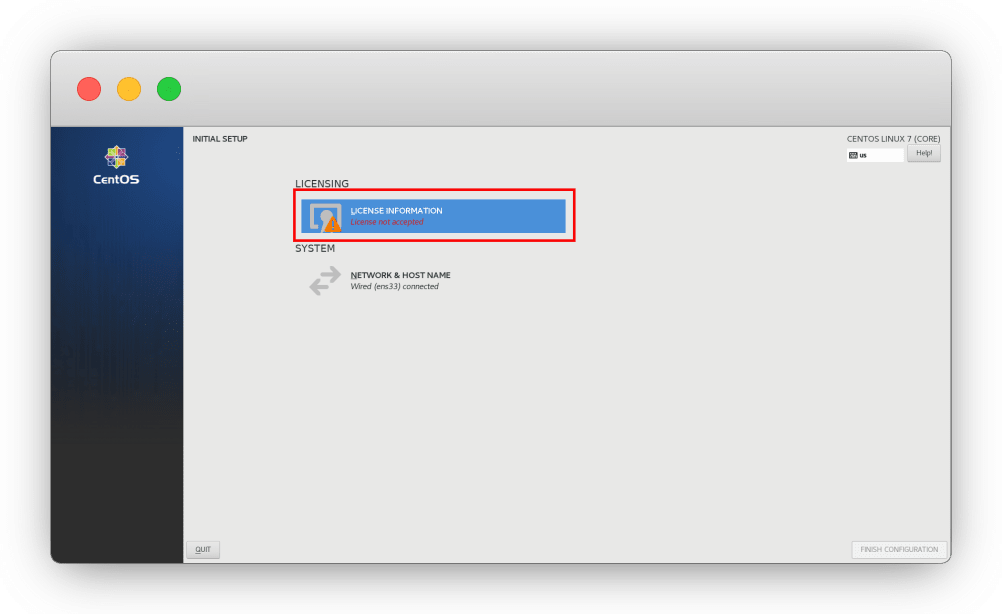 INITIAL SETUP
CENTOS LINUX 7 (CORE)
us
Help!
CentOS
LICENSING
LICENSE INFORMATION
License not accepted
SYSTEM
NETWORK & HOST NAME
Wired (ens33) connected
QUIT
FINISH CONFIGURATION